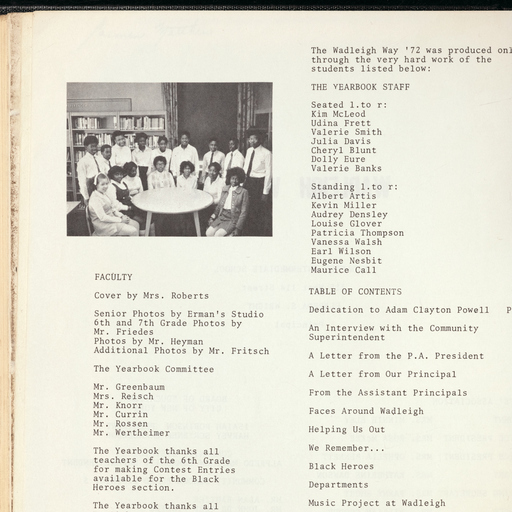 The Wadleigh Way '72 was produced
through the very hard work of the
students listed below:
THE YEARBOOK STAFF
Seated l.to r:
Kim McLeod
Udina Frett
Valerie Smith
Julia Davis
Cheryl Blunt
Dolly Eure
Valerie Banks
Standing l.to r:
Albert Artis
Kevin Miller
Audrey Densley
Louise Glover
Patricia Thompson
Vanessa Walsh
Earl Wilson
Eugene Nesbit
Maurice Call
FACULTY
Cover by Mrs. Roberts
Senior Photos by Erman's Studio
6th and 7th Grade Photos by
Mr. Friedes
Photos by Mr. Heyman
Additional Photos by Mr. Fritsch
The Yearbook Committee
Mr. Greenbaum
Mrs. Reisch
Mr. Knorr
Mr. Currin
Mr. Rossen
Mr. Wertheimer
The Yearbook thanks all
teachers of the 6th Grade
for making Contest Entries
available for the Black
Heroes section.
The Yearbook thanks all
TABLE OF CONTENTS
Dedication to Adam Clayton Powell P
An Interview with the Community
Superintendent
A Letter from the P.A. President
A Letter from Our Principal
From the Assistant Principals
Faces Around Wadleigh
Helping Us Out
We Remember...
Black Heroes
Departments
Music Project at Wadleigh